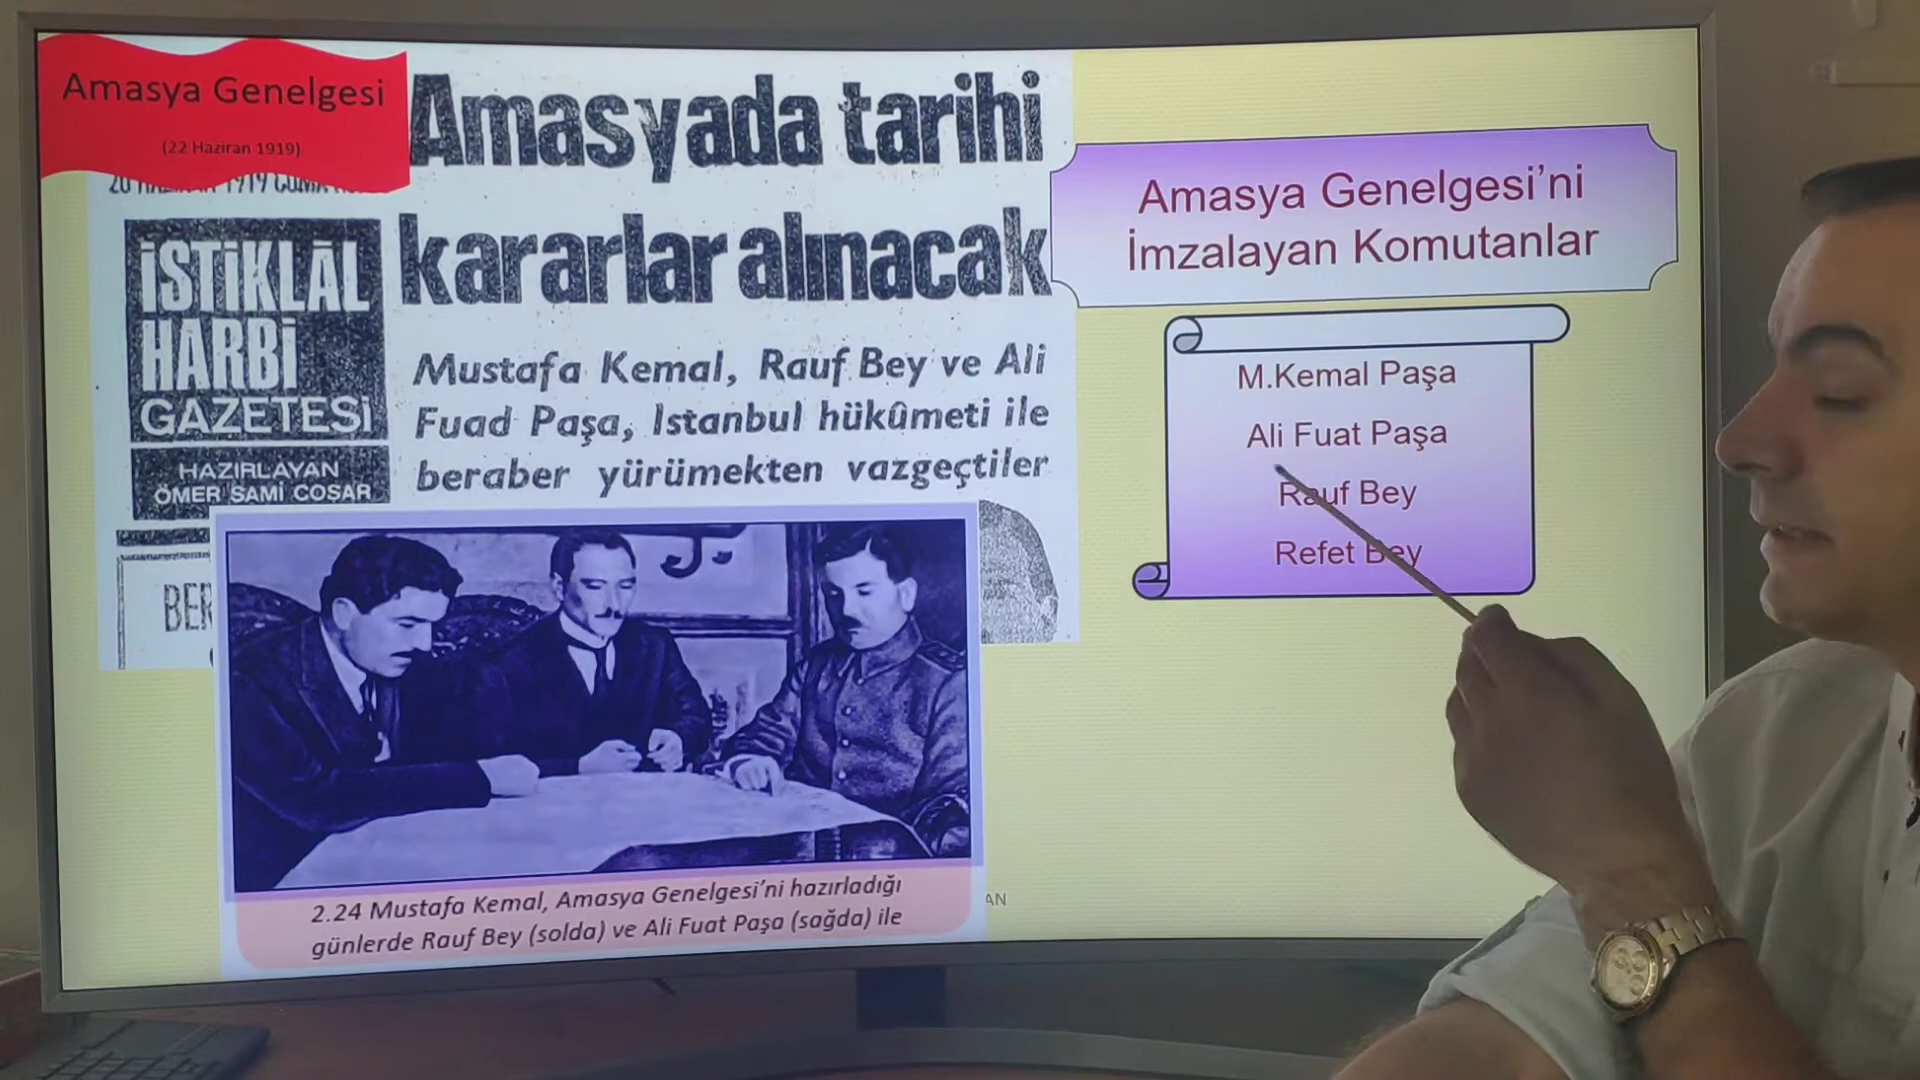 Amasya Genelgesi
(22 Haziran 1919)
Amasyada tarihi
kararlar alınacak
İSTİKLÂL
HARBİ
GAZETESİ
HAZIRLAYAN
ÖMER SAMİ COŞAR
Mustafa Kemal, Rauf Bey ve Ali
Fuad Paşa, Istanbul hükûmeti ile
beraber yürümekten vazgeçtiler
BER
2.24 Mustafa Kemal, Amasya Genelgesi'ni hazırladığı
günlerde Rauf Bey (solda) ve Ali Fuat Paşa (sağda) ile
AN
Amasya Genelgesi'ni
İmzalayan Komutanlar
M.Kemal Paşa
Ali Fuat Paşa
Rauf Bey
Refet Bey